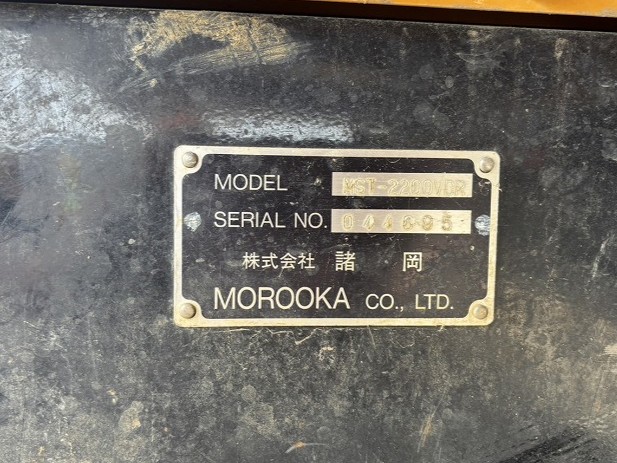 MODEL MST-2200VDR
SERIAL NO.
株式会社 諸 岡
MOROOKA CO., LTD.